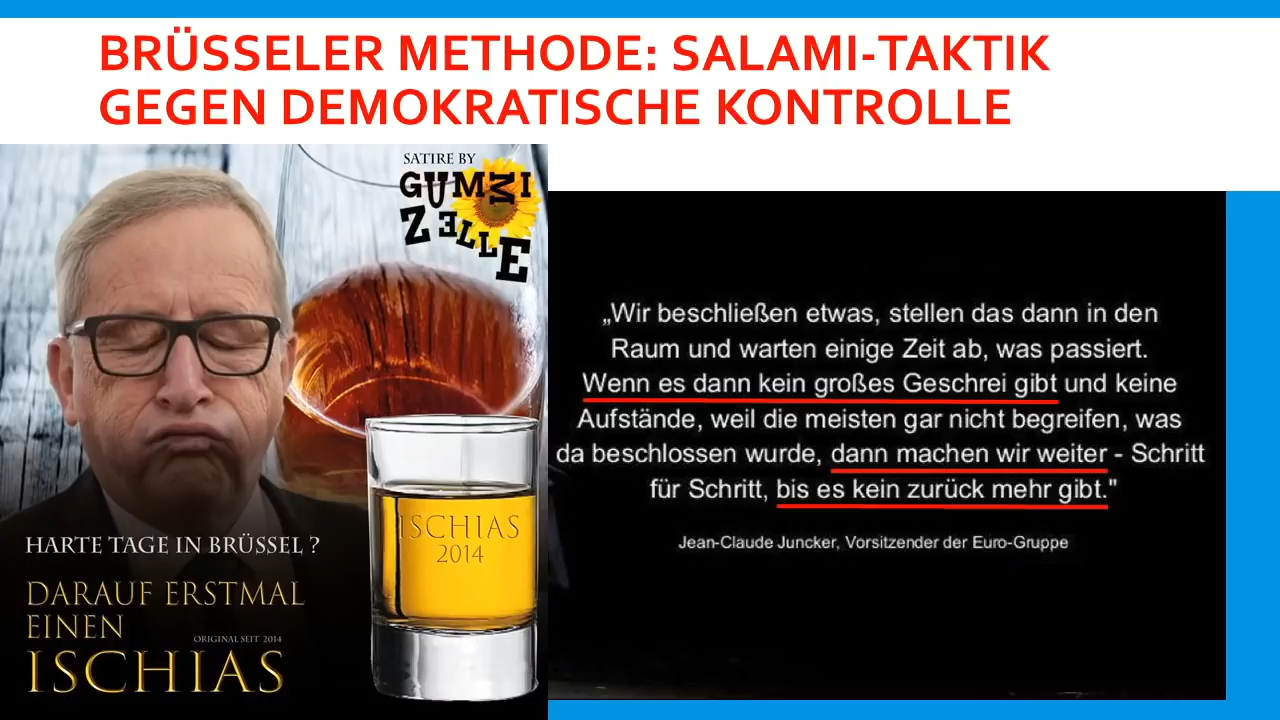 BRÜSSELER METHODE: SALAMI-TAKTIK
GEGEN DEMOKRATISCHE KONTROLLE
SATIRE BY
GUMMI
ZELLE
HARTE TAGE IN BRÜSSEL ?
DARAUF ERSTMAL
EINEN
ORIGINAL SEIT 2014
ISCHIAS
ISCHIAS
2014
„Wir beschließen etwas, stellen das dann in den
Raum und warten einige Zeit ab, was passiert.
Wenn es dann kein großes Geschrei gibt und keine
Aufstände, weil die meisten gar nicht begreifen, was
da beschlossen wurde, dann machen wir weiter - Schritt
für Schritt, bis es kein zurück mehr gibt."
Jean-Claude Juncker, Vorsitzender der Euro-Gruppe